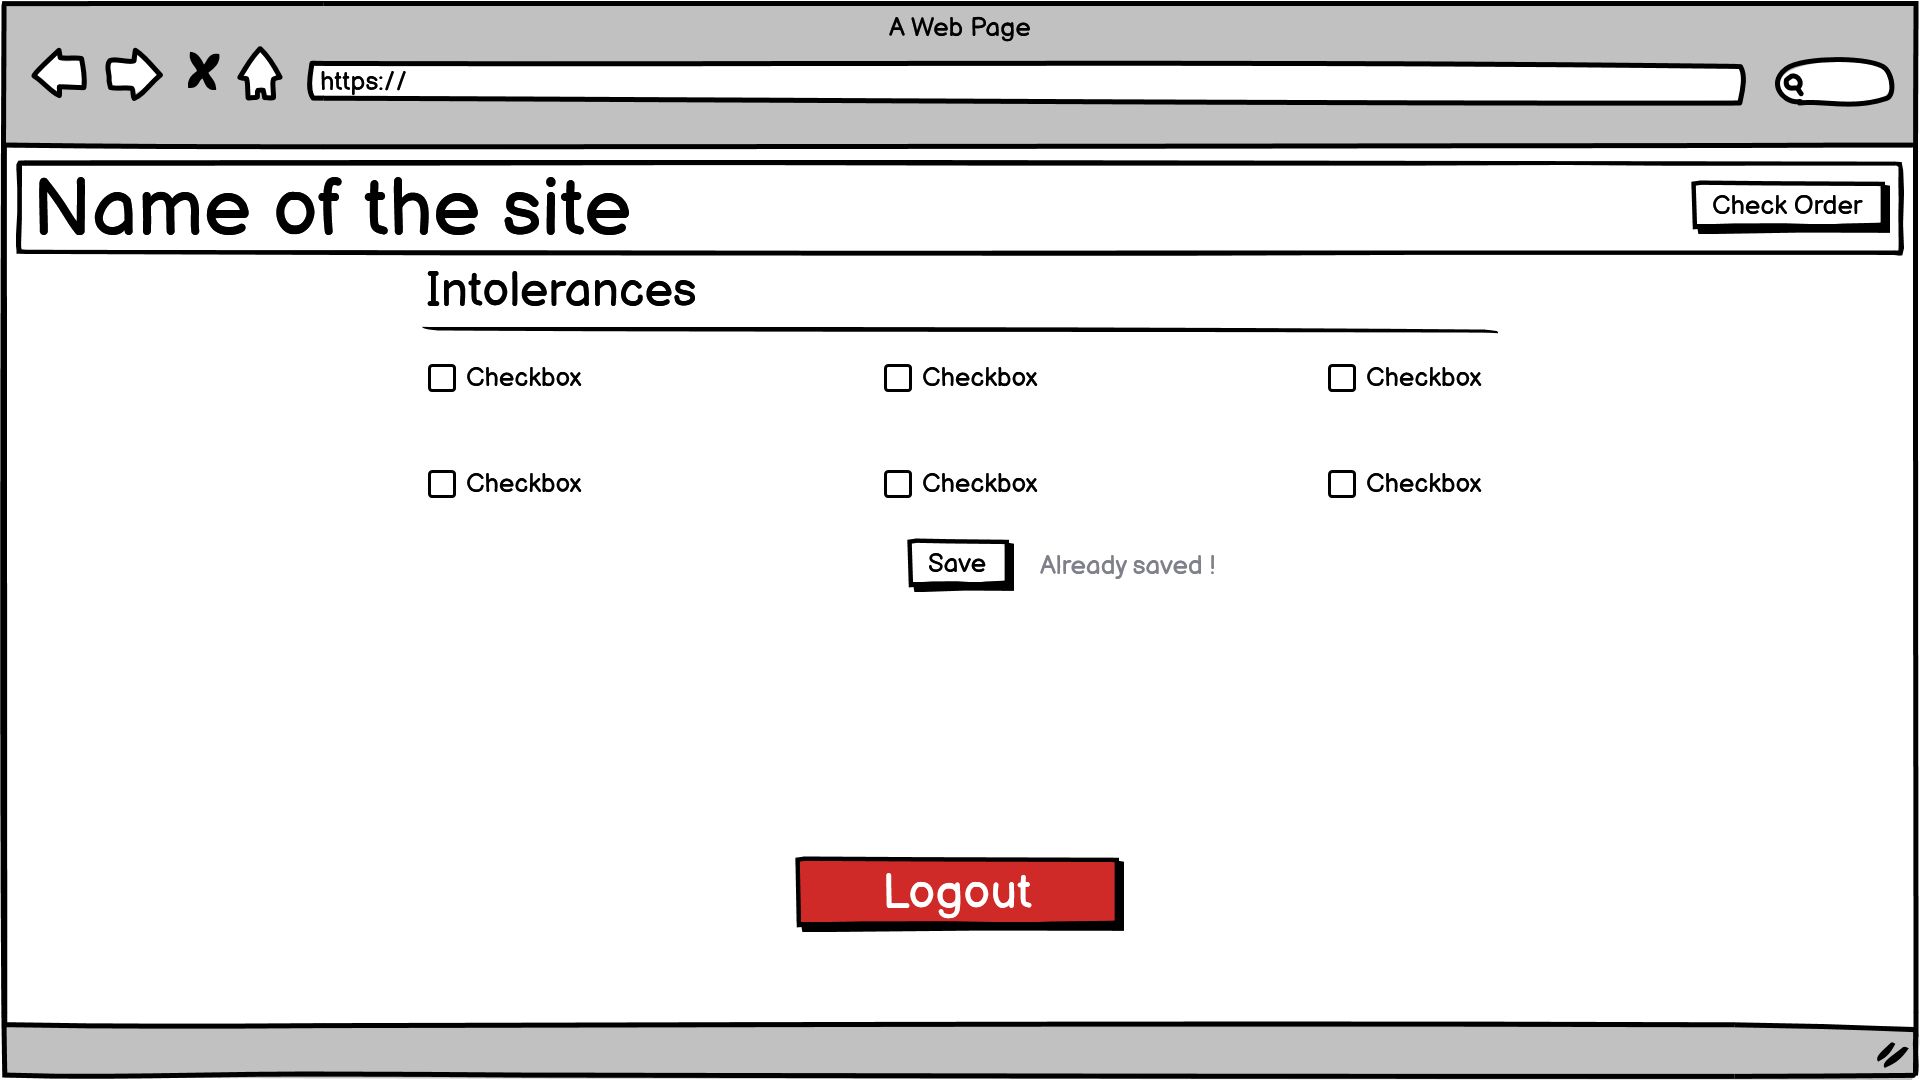 A Web Page
https://
Name of the site
Check Order
Intolerances
Checkbox Checkbox Checkbox
Checkbox Checkbox Checkbox
Save Already saved !
Logout